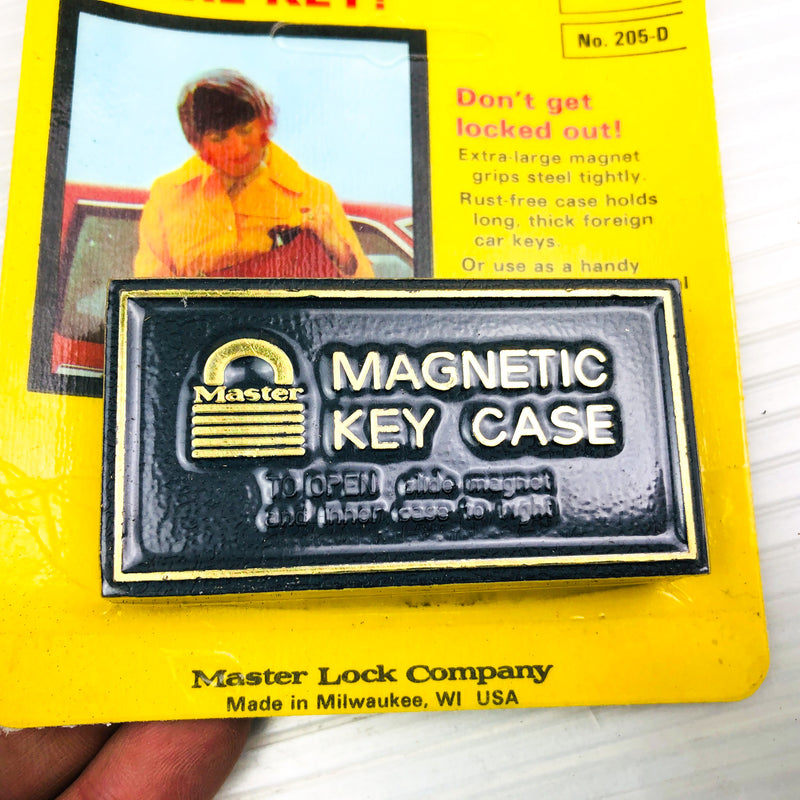 KEY!
No. 205-D
Don't get
locked out!
Extra-large magnet
grips steel tightly.
Rust-free case holds
long, thick foreign
car keys.
Or use as a handy
Master
MAGNETIC
KEY CASE
TO OPEN slide magnet
and inner case to right
Master Lock Company
Made in Milwaukee, WI USA